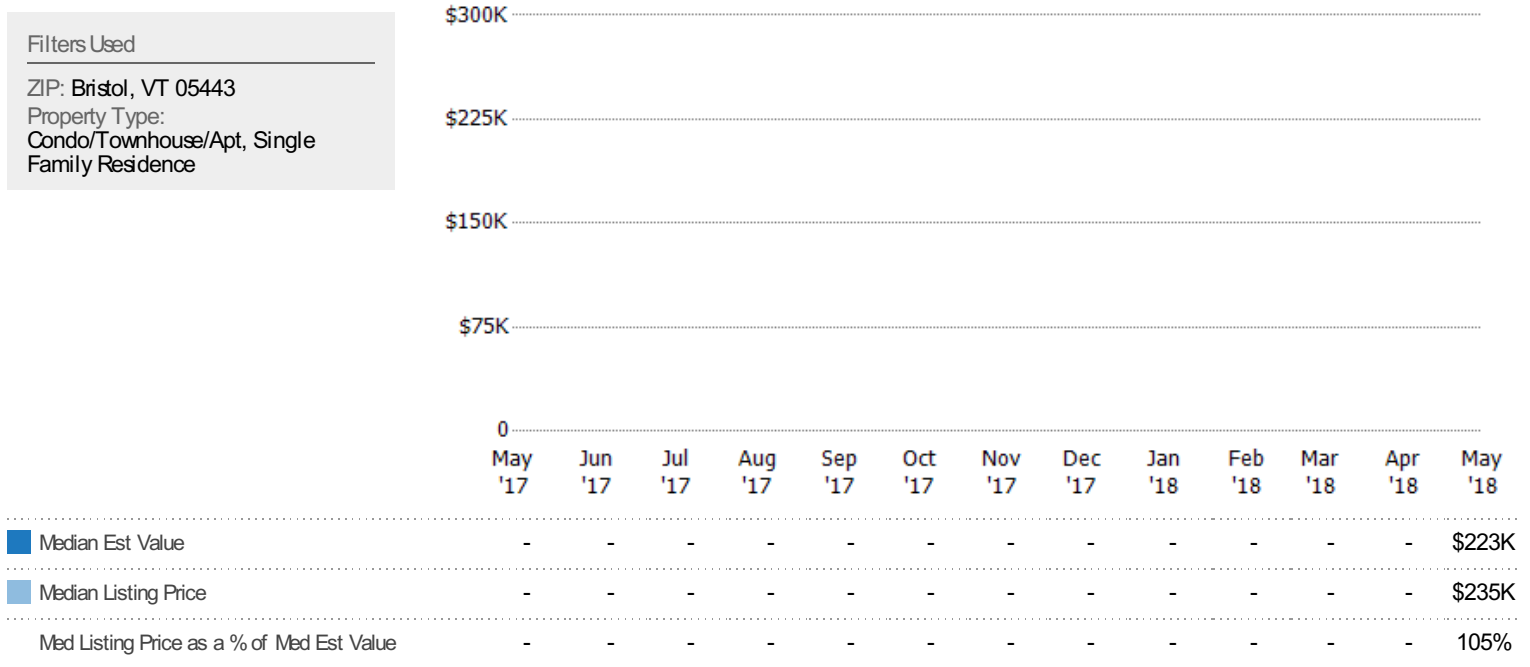 Filters Used
ZIP: Bristol, VT 05443
Property Type:
Condo/Townhouse/Apt, Single
Family Residence
$300K
$225K
$150K
$75K
0
May Jun Jul Aug Sep Oct Nov Dec Jan Feb Mar Apr May
'17 '17 '17 '17 '17 '17 '17 '17 '18 '18 '18 '18 '18
Median Est Value - - - - - - - - - - - - $223K
Median Listing Price - - - - - - - - - - - - $235K
Med Listing Price as a % of Med Est Value - - - - - - - - - - - - 105%